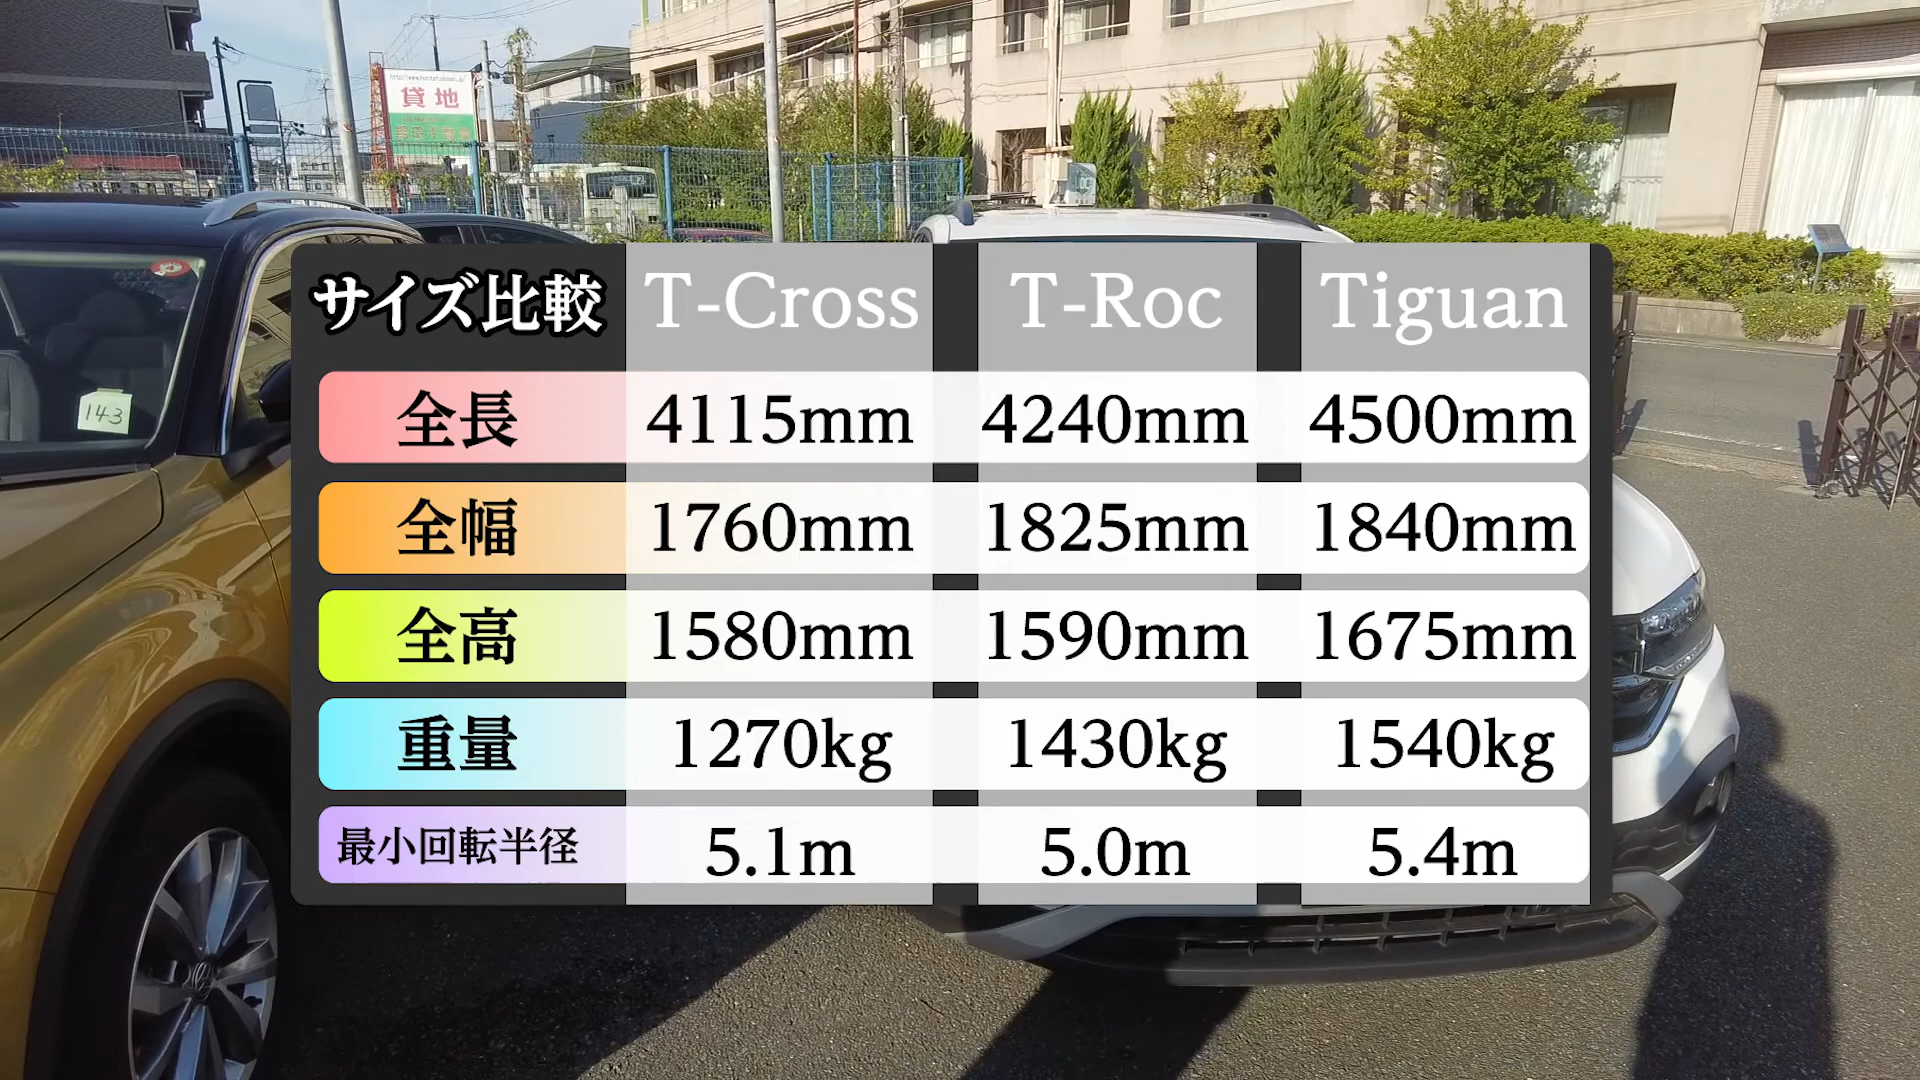 貸地
143
サイズ比較 T-Cross T-Roc Tiguan
全長 4115mm 4240mm 4500mm
全幅 1760mm 1825mm 1840mm
全高 1580mm 1590mm 1675mm
重量 1270kg 1430kg 1540kg
最小回転半径 5.1m 5.0m 5.4m